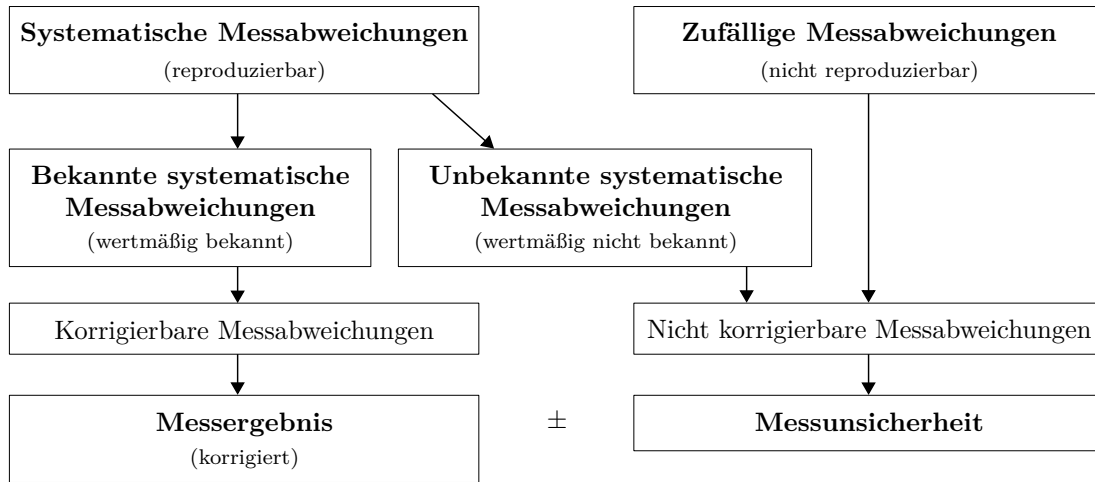 Systematische Messabweichungen
(reproduzierbar)
Zufällige Messabweichungen
(nicht reproduzierbar)
Bekannte systematische
Messabweichungen
(wertmäßig bekannt)
Unbekannte systematische
Messabweichungen
(wertmäßig nicht bekannt)
Korrigierbare Messabweichungen
Nicht korrigierbare Messabweichungen
Messergebnis
(korrigiert)
±
Messunsicherheit